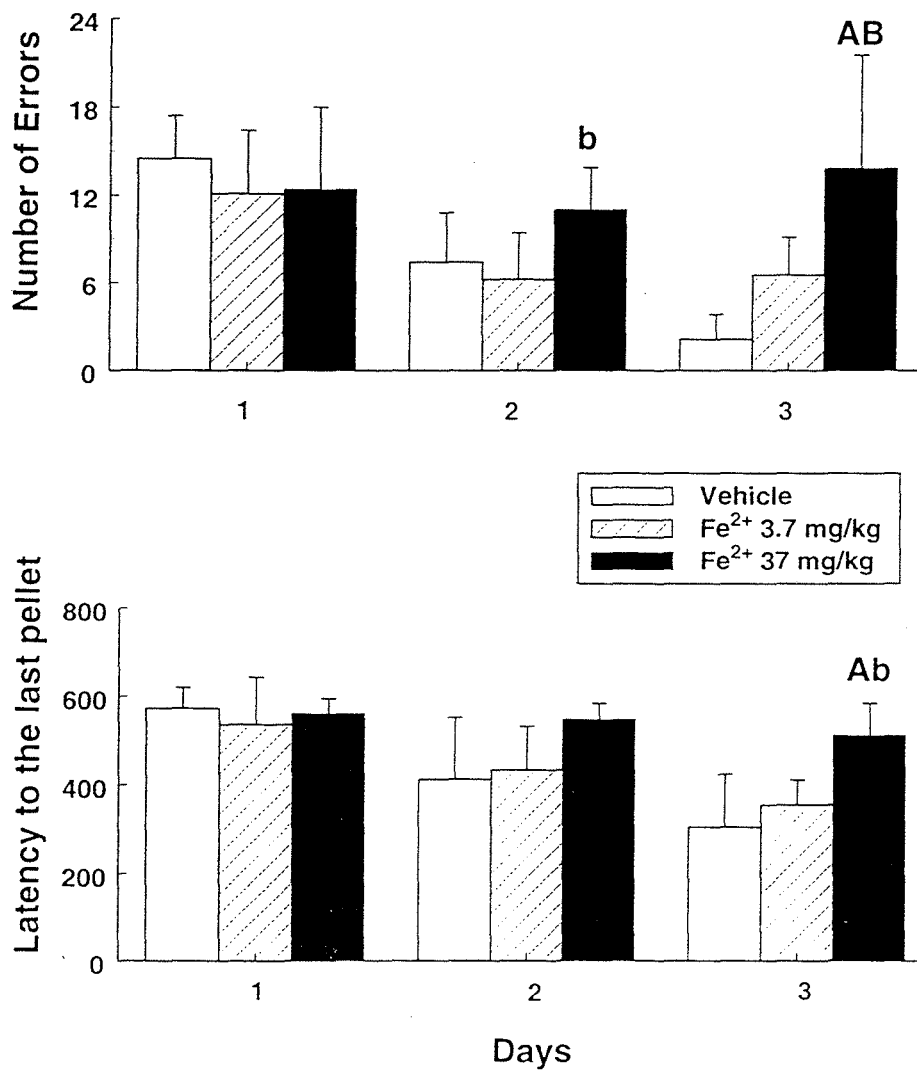 Number of Errors
24
18
12
6
0
AB
b
1 2 3
Vehicle
Fe²⁺ 3.7 mg/kg
Fe²⁺ 37 mg/kg
Latency to the last pellet
800
600
400
200
0
Ab
1 2 3
Days